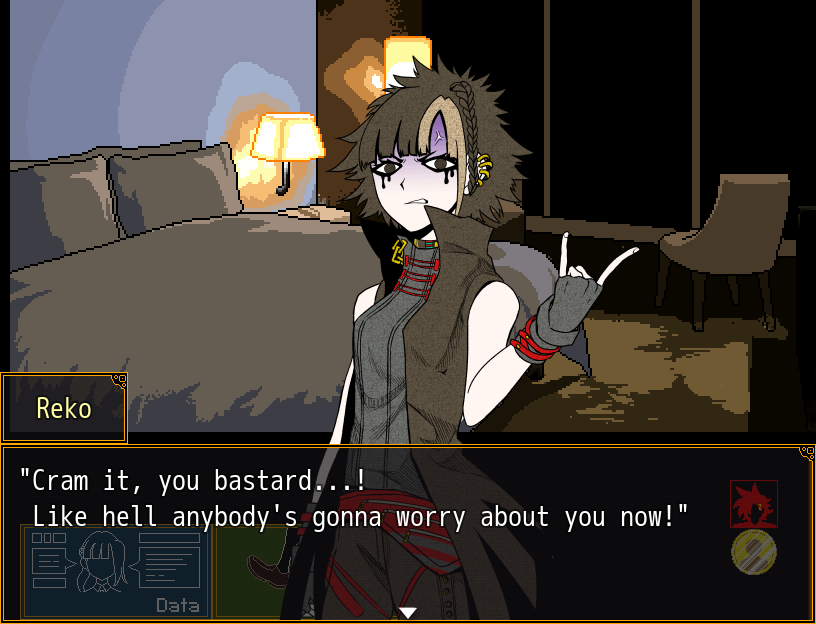 Reko
"Cram it, you bastard...!
Like hell anybody's gonna worry about you now!"
Data